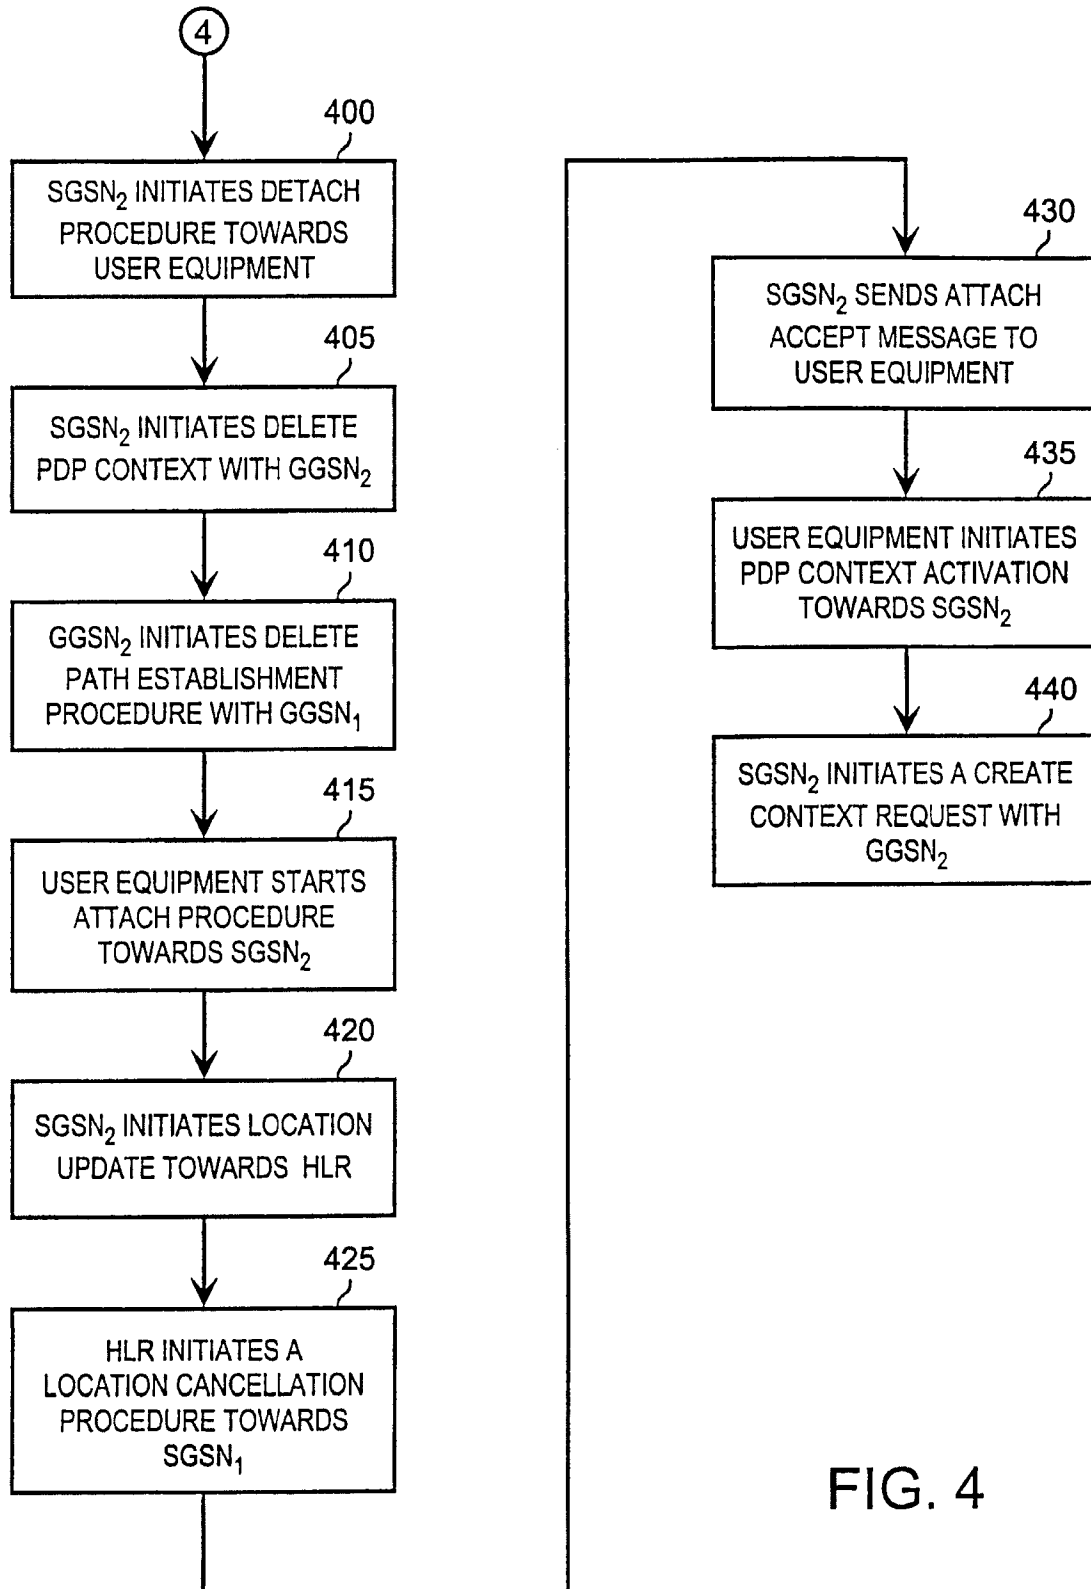 4
400
SGSN2 INITIATES DETACH
PROCEDURE TOWARDS
USER EQUIPMENT
405
SGSN2 INITIATES DELETE
PDP CONTEXT WITH GGSN2
410
GGSN2 INITIATES DELETE
PATH ESTABLISHMENT
PROCEDURE WITH GGSN1
415
USER EQUIPMENT STARTS
ATTACH PROCEDURE
TOWARDS SGSN2
420
SGSN2 INITIATES LOCATION
UPDATE TOWARDS HLR
425
HLR INITIATES A
LOCATION CANCELLATION
PROCEDURE TOWARDS
SGSN1
430
SGSN2 SENDS ATTACH
ACCEPT MESSAGE TO
USER EQUIPMENT
435
USER EQUIPMENT INITIATES
PDP CONTEXT ACTIVATION
TOWARDS SGSN2
440
SGSN2 INITIATES A CREATE
CONTEXT REQUEST WITH
GGSN2
FIG. 4